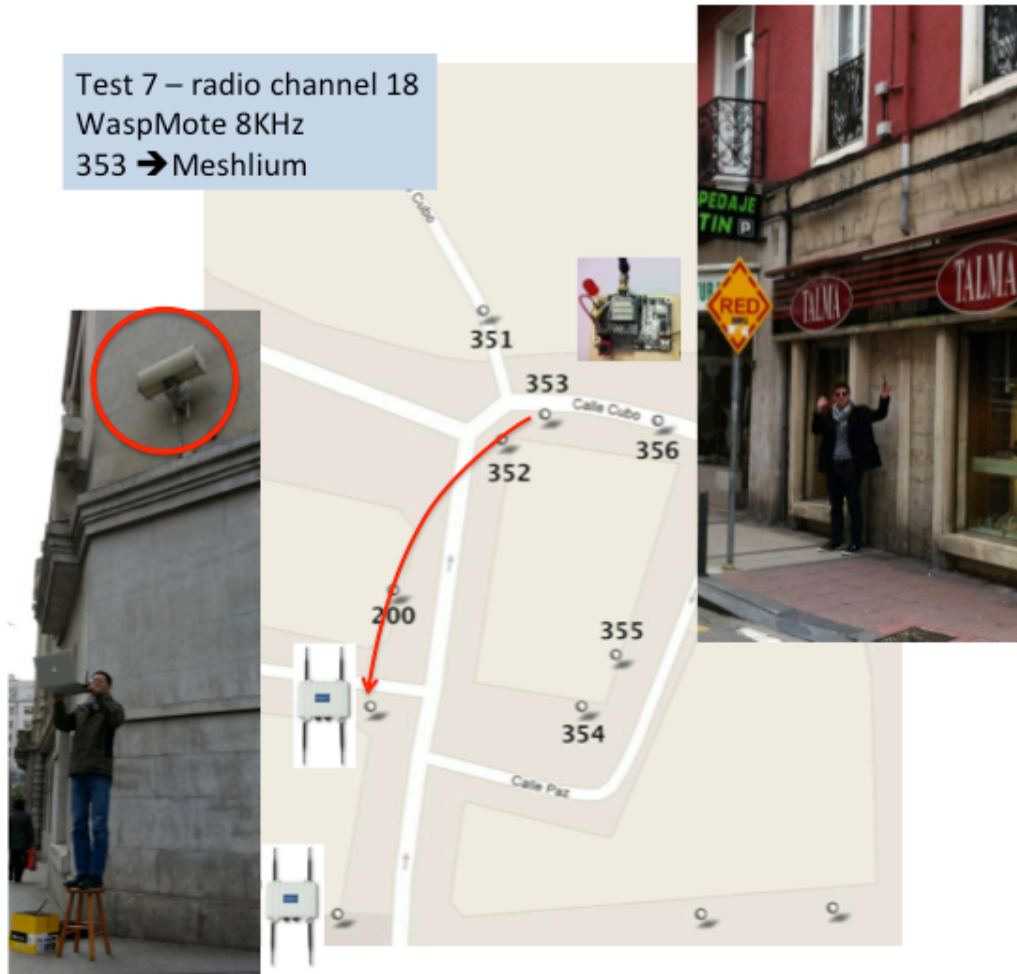 Test 7 – radio channel 18
WaspMote 8KHz
353 ➔ Meshlium
Cubo
351
353
Calle Cubo
356
352
200
355
354
Calle Paz
PEDAJE
TIN P
RED
TALMA
TALMA